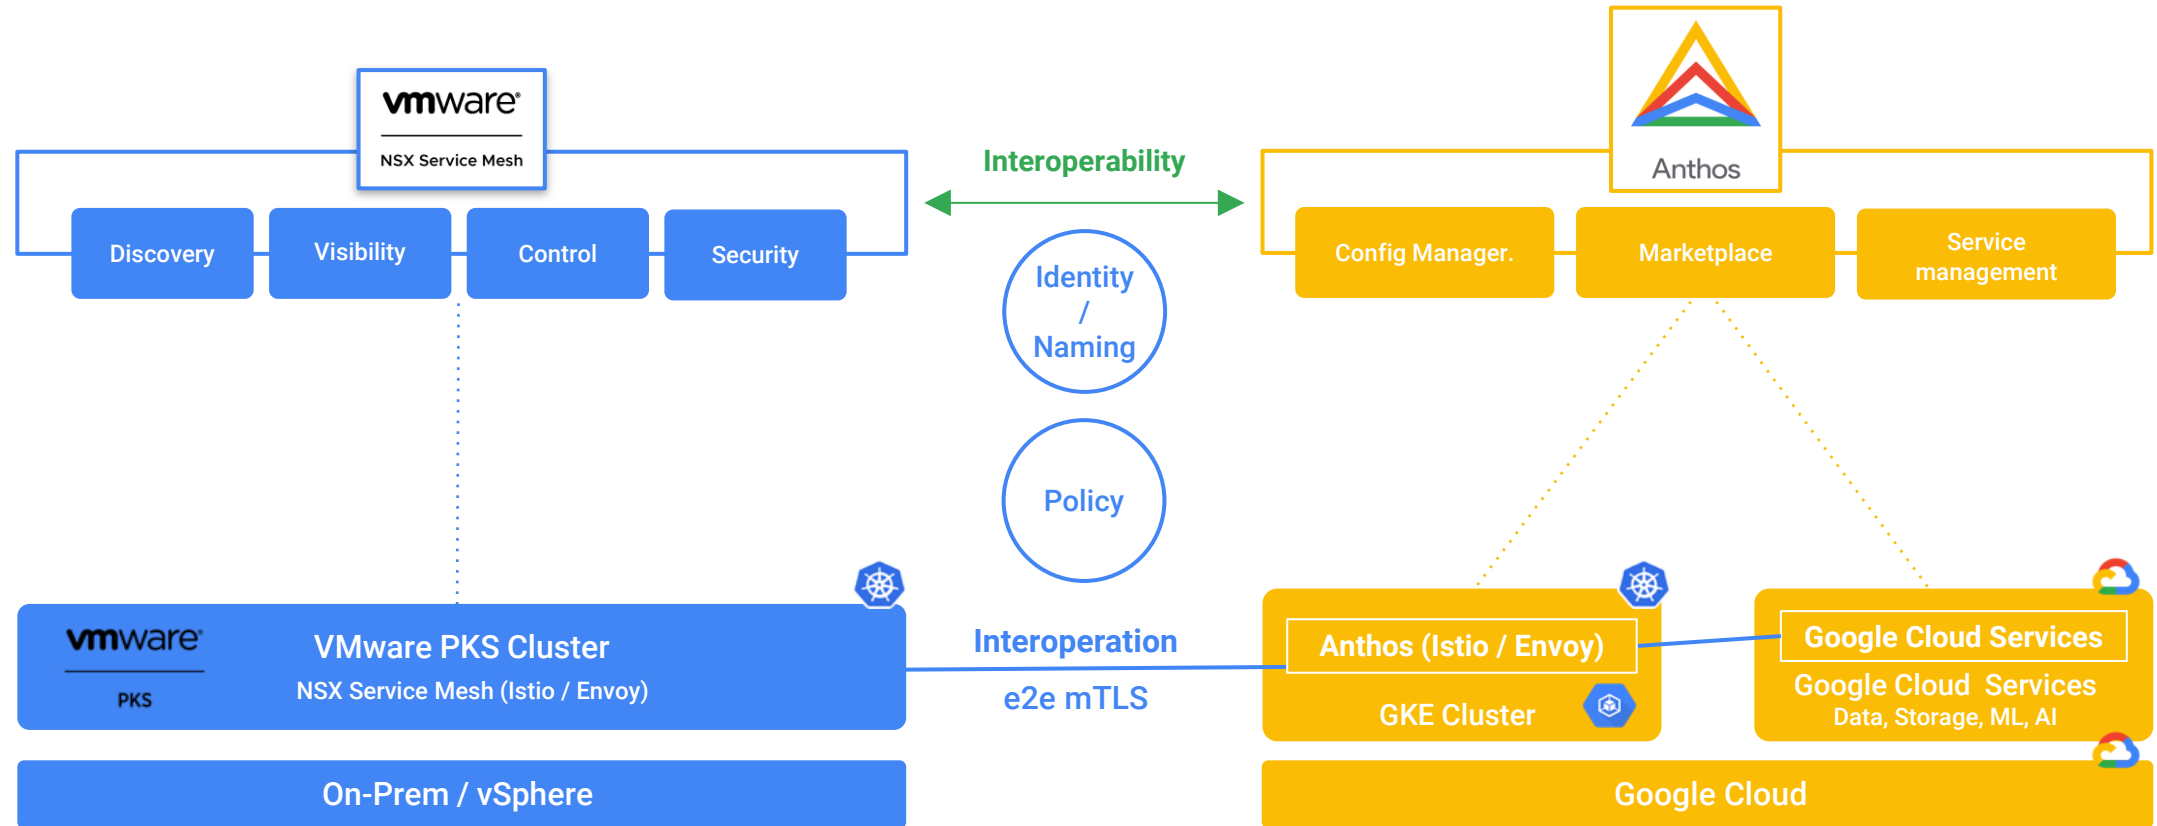 vmware®
NSX Service Mesh
Discovery
Visibility
Control
Security
Interoperability
Identity
/
Naming
Policy
Anthos
Config Manager.
Marketplace
Service
management
vmware®
PKS
VMware PKS Cluster
NSX Service Mesh (Istio / Envoy)
Interoperation
e2e mTLS
Anthos (Istio / Envoy)
GKE Cluster
Google Cloud Services
Google Cloud Services
Data, Storage, ML, AI
On-Prem / vSphere
Google Cloud